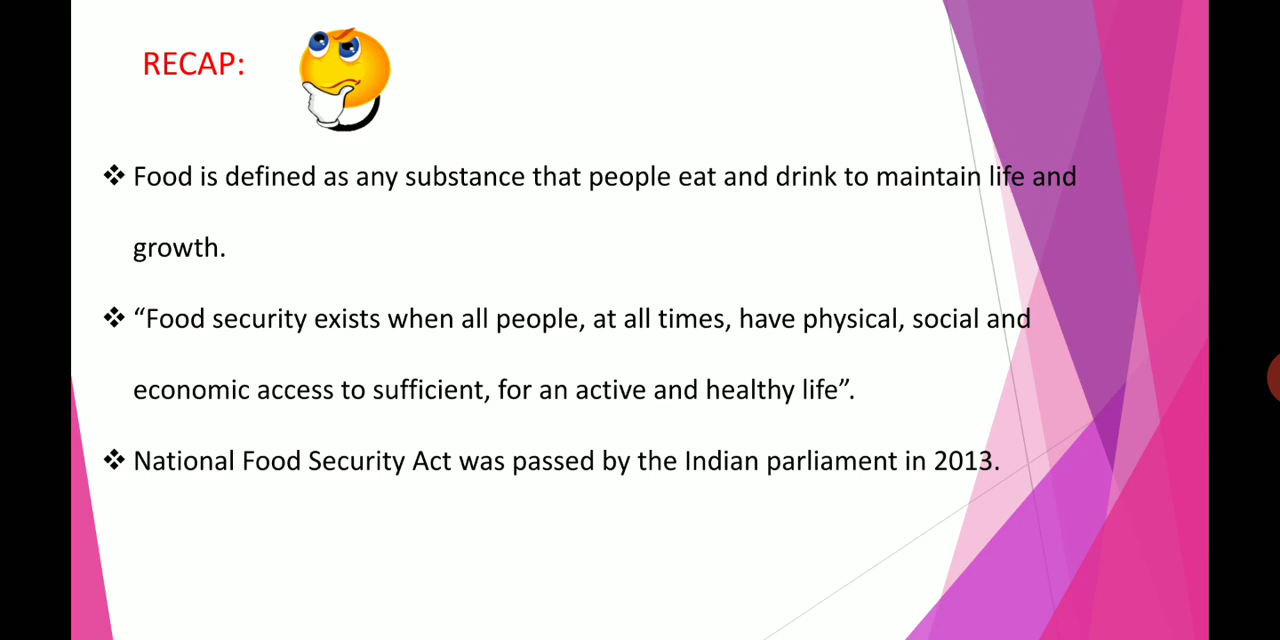 RECAP:
❖ Food is defined as any substance that people eat and drink to maintain life and
growth.
❖ “Food security exists when all people, at all times, have physical, social and
economic access to sufficient, for an active and healthy life”.
❖ National Food Security Act was passed by the Indian parliament in 2013.